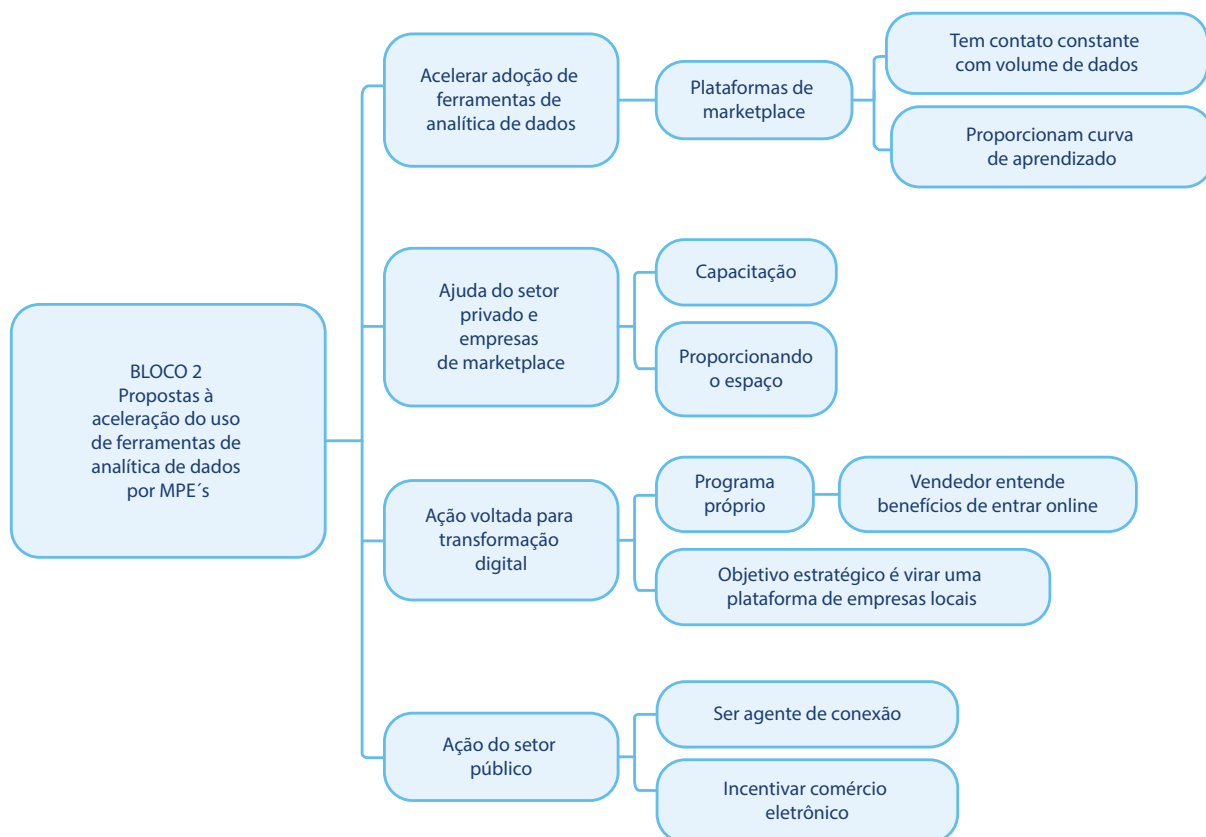 BLOCO 2
Propostas à
aceleração do uso
de ferramentas de
analítica de dados
por MPE´s
Acelerar adoção de
ferramentas de
analítica de dados
Plataformas de
marketplace
Tem contato constante
com volume de dados
Proporcionam curva
de aprendizado
Ajuda do setor
privado e
empresas
de marketplace
Capacitação
Proporcionando
o espaço
Ação voltada para
transformação
digital
Programa
próprio
Vendedor entende
benefícios de entrar online
Objetivo estratégico é virar uma
plataforma de empresas locais
Ação do setor
público
Ser agente de conexão
Incentivar comércio
eletrônico